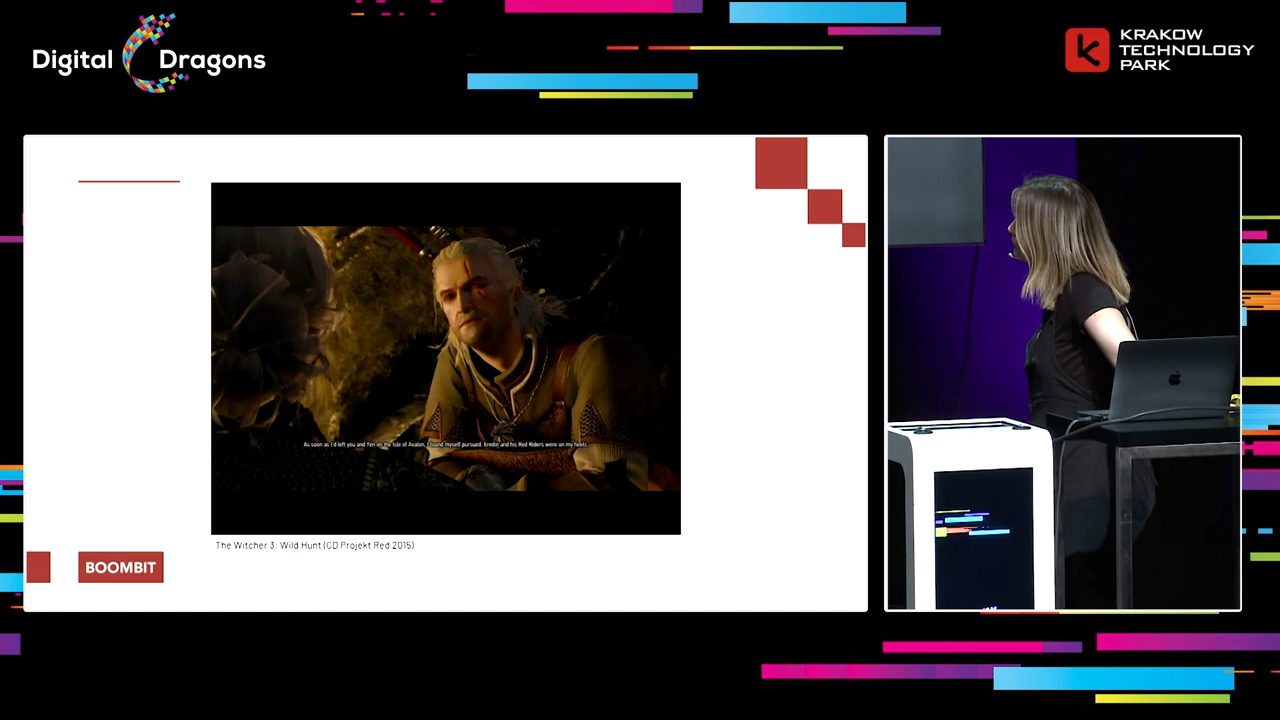 Digital Dragons
KRAKOW
TECHNOLOGY
PARK
As soon as I'd left you and Yen on the Isle of Avalon, I found myself pursued. Eredin and his Red Riders were on my heels.
The Witcher 3: Wild Hunt (CD Projekt Red 2015)
BOOMBIT